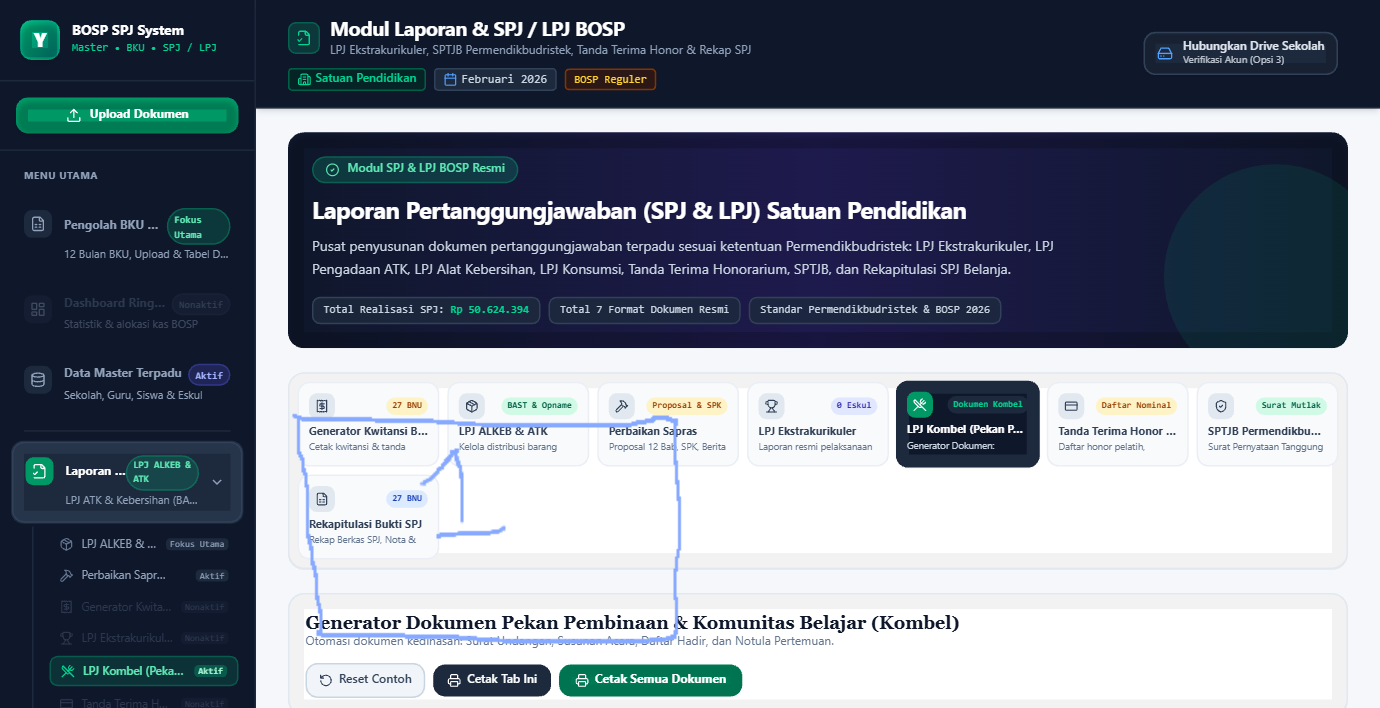 Y
BOSP SPJ System
Master • BKU • SPJ / LPJ
Upload Dokumen
MENU UTAMA
Pengolah BKU ...
Fokus
Utama
12 Bulan BKU, Upload & Tabel D...
Dashboard Ring...
Nonaktif
Statistik & alokasi kas BOSP
Data Master Terpadu
Aktif
Sekolah, Guru, Siswa & Eskul
Laporan ...
LPJ ALKEB &
ATK
LPJ ATK & Kebersihan (BA...
LPJ ALKEB & ...
Fokus Utama
Perbaikan Sapr...
Aktif
Generator Kwita...
Nonaktif
LPJ Ekstrakurikul...
Nonaktif
LPJ Kombel (Peka...
Aktif
Tanda Terima H...
Nonaktif
Modul Laporan & SPJ / LPJ BOSP
LPJ Ekstrakurikuler, SPTJB Permendikbudristek, Tanda Terima Honor & Rekap SPJ
Satuan Pendidikan
Februari 2026
BOSP Reguler
Hubungkan Drive Sekolah
Verifikasi Akun (Opsi 3)
Modul SPJ & LPJ BOSP Resmi
Laporan Pertanggungjawaban (SPJ & LPJ) Satuan Pendidikan
Pusat penyusunan dokumen pertanggungjawaban terpadu sesuai ketentuan Permendikbudristek: LPJ Ekstrakurikuler, LPJ
Pengadaan ATK, LPJ Alat Kebersihan, LPJ Konsumsi, Tanda Terima Honorarium, SPTJB, dan Rekapitulasi SPJ Belanja.
Total Realisasi SPJ: Rp 50.624.394
Total 7 Format Dokumen Resmi
Standar Permendikbudristek & BOSP 2026
27 BNU
Generator Kwitansi B...
Cetak kwitansi & tanda
BAST & Opname
LPJ ALKEB & ATK
Kelola distribusi barang
Proposal & SPK
Perbaikan Sapras
Proposal 12 Bab, SPK, Berita
0 Eskul
LPJ Ekstrakurikuler
Laporan resmi pelaksanaan
Dokumen Kombel
LPJ Kombel (Pekan P...
Generator Dokumen:
Daftar Nominal
Tanda Terima Honor ...
Daftar honor pelatih,
Surat Mutlak
SPTJB Permendikbu...
Surat Pernyataan Tanggung
27 BNU
Rekapitulasi Bukti SPJ
Rekap Berkas SPJ, Nota &
Generator Dokumen Pekan Pembinaan & Komunitas Belajar (Kombel)
Otomasi dokumen kedinasan: Surat Undangan, Susunan Acara, Daftar Hadir, dan Notula Pertemuan.
Reset Contoh
Cetak Tab Ini
Cetak Semua Dokumen